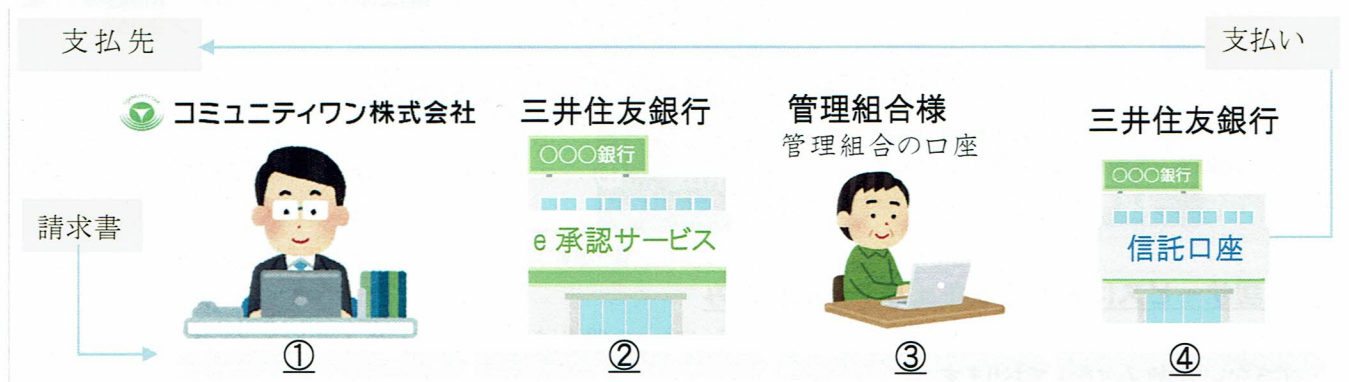 支払先
支払い
コミュニティワン株式会社
三井住友銀行
管理組合様
管理組合の口座
三井住友銀行
〇〇〇銀行
〇〇〇銀行
請求書
e 承認サービス
信託口座
①
②
③
④